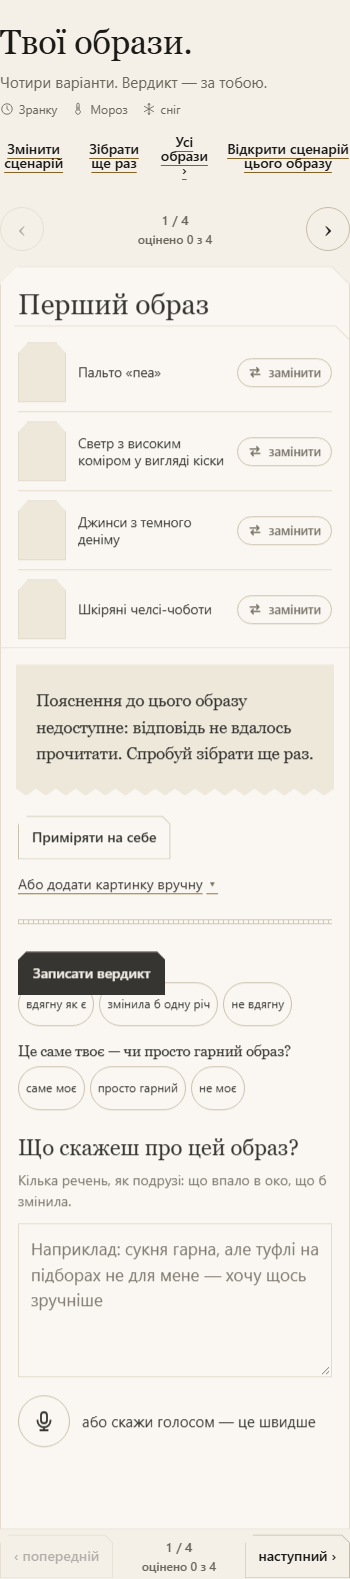 Твої образи.
Чотири варіанти. Вердикт — за тобою.
Зранку Мороз сніг
Змінити сценарій
Зібрати ще раз
Усі образи ›
Відкрити сценарій цього образу
‹
1 / 4
оцінено 0 з 4
›
Перший образ
Пальто «пеа»
⇄ замінити
Светр з високим
коміром у вигляді кіски
⇄ замінити
Джинси з темного
деніму
⇄ замінити
Шкіряні челсі-чоботи
⇄ замінити
Пояснення до цього образу
недоступне: відповідь не вдалось
прочитати. Спробуй зібрати ще раз.
Приміряти на себе
Або додати картинку вручну ▾
Записати вердикт
вдягну як є змінила б одну річ не вдягну
Це саме твоє — чи просто гарний образ?
саме моє просто гарний не моє
Що скажеш про цей образ?
Кілька речень, як подрузі: що впало в око, що б
змінила.
Наприклад: сукня гарна, але туфлі на
підборах не для мене — хочу щось
зручніше
або скажи голосом — це швидше
‹ попередній
1 / 4
оцінено 0 з 4
наступний ›